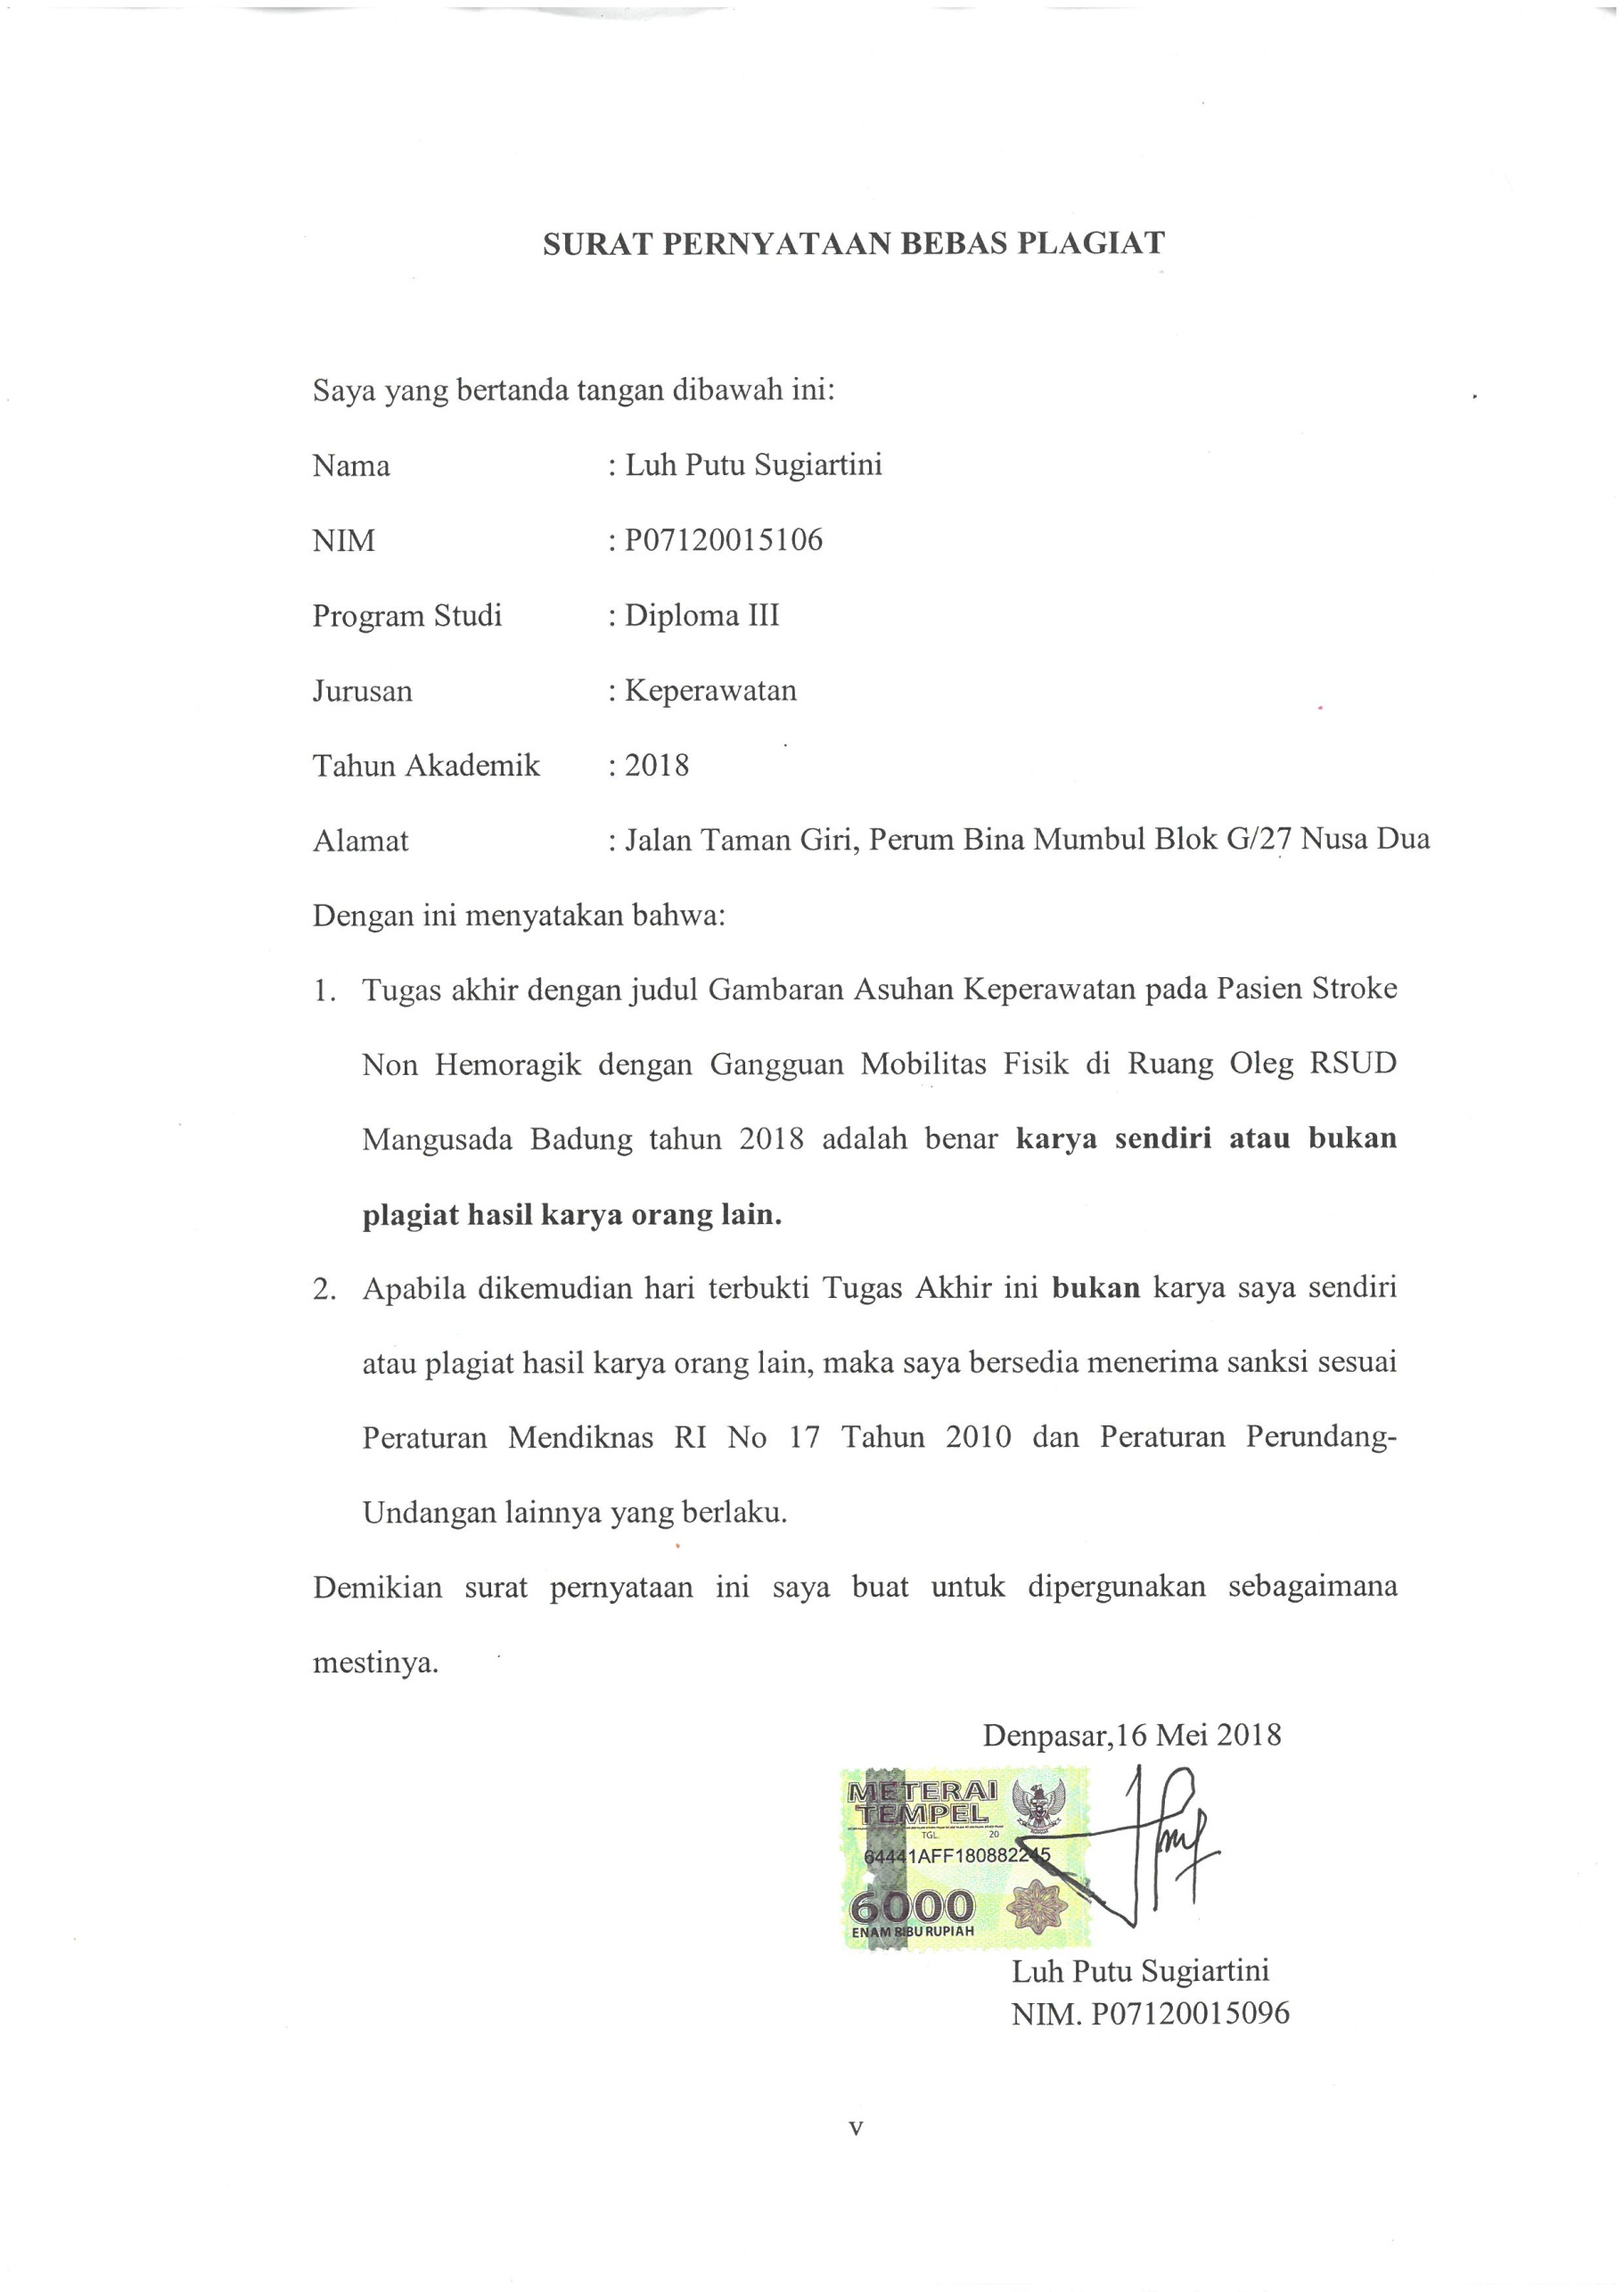 SURAT PERNYATAAN BEBAS PLAGIAT
Saya yang bertanda tangan dibawah ini:
Nama : Luh Putu Sugiartini
NIM : P07120015106
Program Studi : Diploma III
Jurusan : Keperawatan
Tahun Akademik : 2018
Alamat : Jalan Taman Giri, Perum Bina Mumbul Blok G/27 Nusa Dua
Dengan ini menyatakan bahwa:
1. Tugas akhir dengan judul Gambaran Asuhan Keperawatan pada Pasien Stroke
Non Hemoragik dengan Gangguan Mobilitas Fisik di Ruang Oleg RSUD
Mangusada Badung tahun 2018 adalah benar karya sendiri atau bukan
plagiat hasil karya orang lain.
2. Apabila dikemudian hari terbukti Tugas Akhir ini bukan karya saya sendiri
atau plagiat hasil karya orang lain, maka saya bersedia menerima sanksi sesuai
Peraturan Mendiknas RI No 17 Tahun 2010 dan Peraturan Perundang-
Undangan lainnya yang berlaku.
Demikian surat pernyataan ini saya buat untuk dipergunakan sebagaimana
mestinya.
Denpasar,16 Mei 2018
METERAI
TEMPEL
TGL. 20
64441AFF180882245
6000
ENAM RIBU RUPIAH
Luh Putu Sugiartini
NIM. P07120015096
v